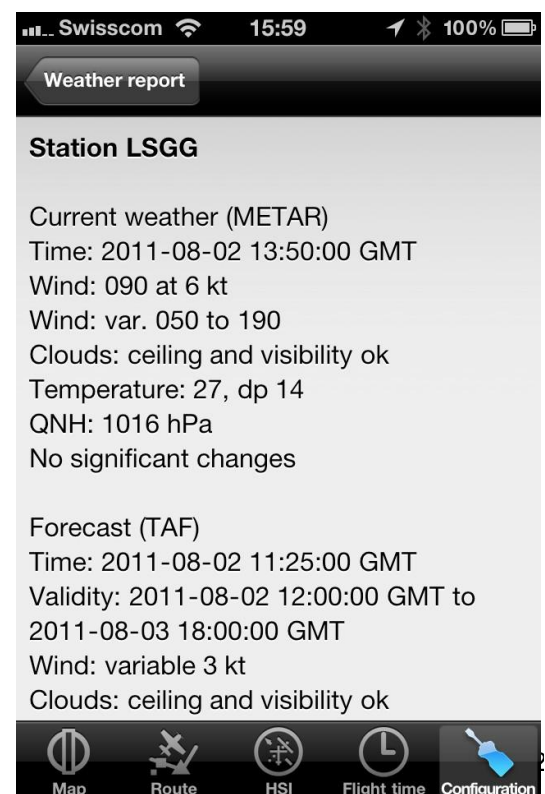 Swisscom 15:59 100%
Weather report
Station LSGG
Current weather (METAR)
Time: 2011-08-02 13:50:00 GMT
Wind: 090 at 6 kt
Wind: var. 050 to 190
Clouds: ceiling and visibility ok
Temperature: 27, dp 14
QNH: 1016 hPa
No significant changes
Forecast (TAF)
Time: 2011-08-02 11:25:00 GMT
Validity: 2011-08-02 12:00:00 GMT to
2011-08-03 18:00:00 GMT
Wind: variable 3 kt
Clouds: ceiling and visibility ok
Map Route HSI Flight time Configuration